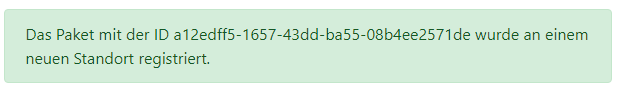 Das Paket mit der ID a12edff5-1657-43dd-ba55-08b4ee2571de wurde an einem
neuen Standort registriert.